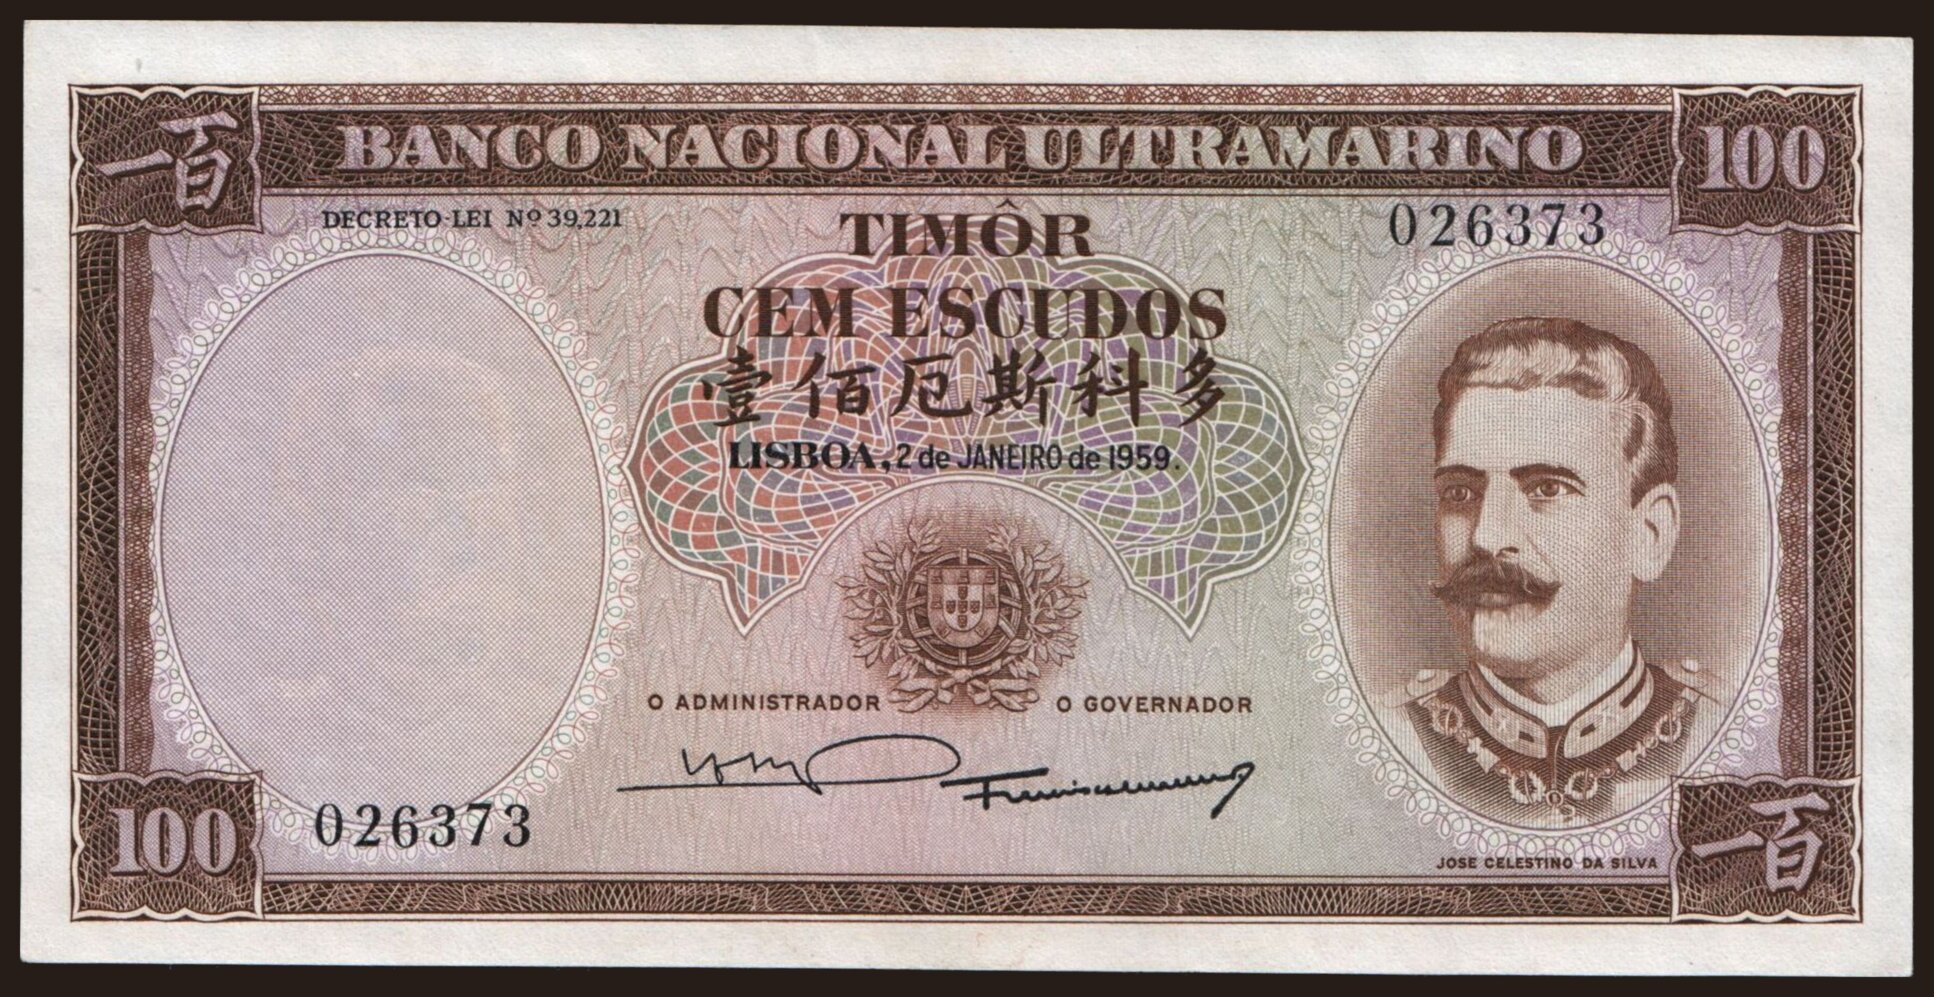 一百
BANCO NACIONAL ULTRAMARINO
100
DECRETO-LEI Nº 39,221
TIMÔR
026373
CEM ESCUDOS
壹佰厄斯科多
LISBOA, 2 de JANEIRO de 1959.
O ADMINISTRADOR
O GOVERNADOR
100
026373
JOSE CELESTINO DA SILVA
一百